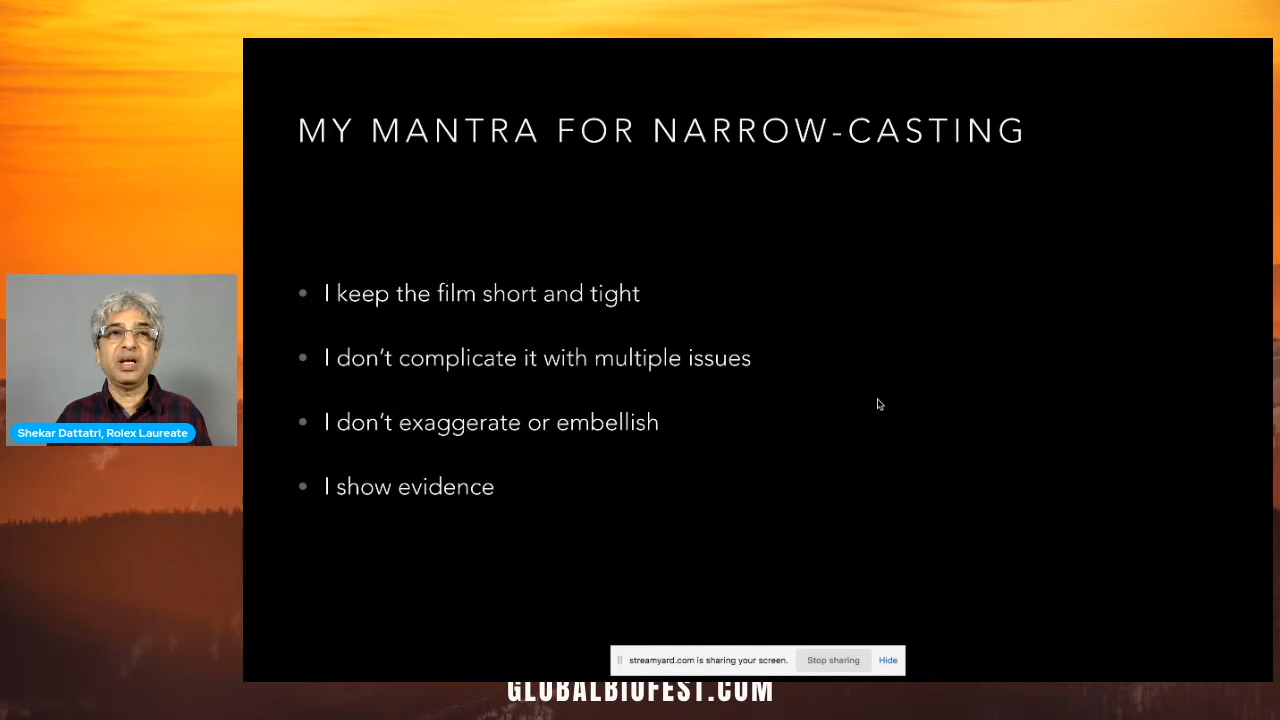 MY MANTRA FOR NARROW-CASTING
I keep the film short and tight
I don't complicate it with multiple issues
I don't exaggerate or embellish
I show evidence
Shekar Dattatri, Rolex Laureate
streamyard.com is sharing your screen. Stop sharing Hide
GLOBALBIOFEST.COM